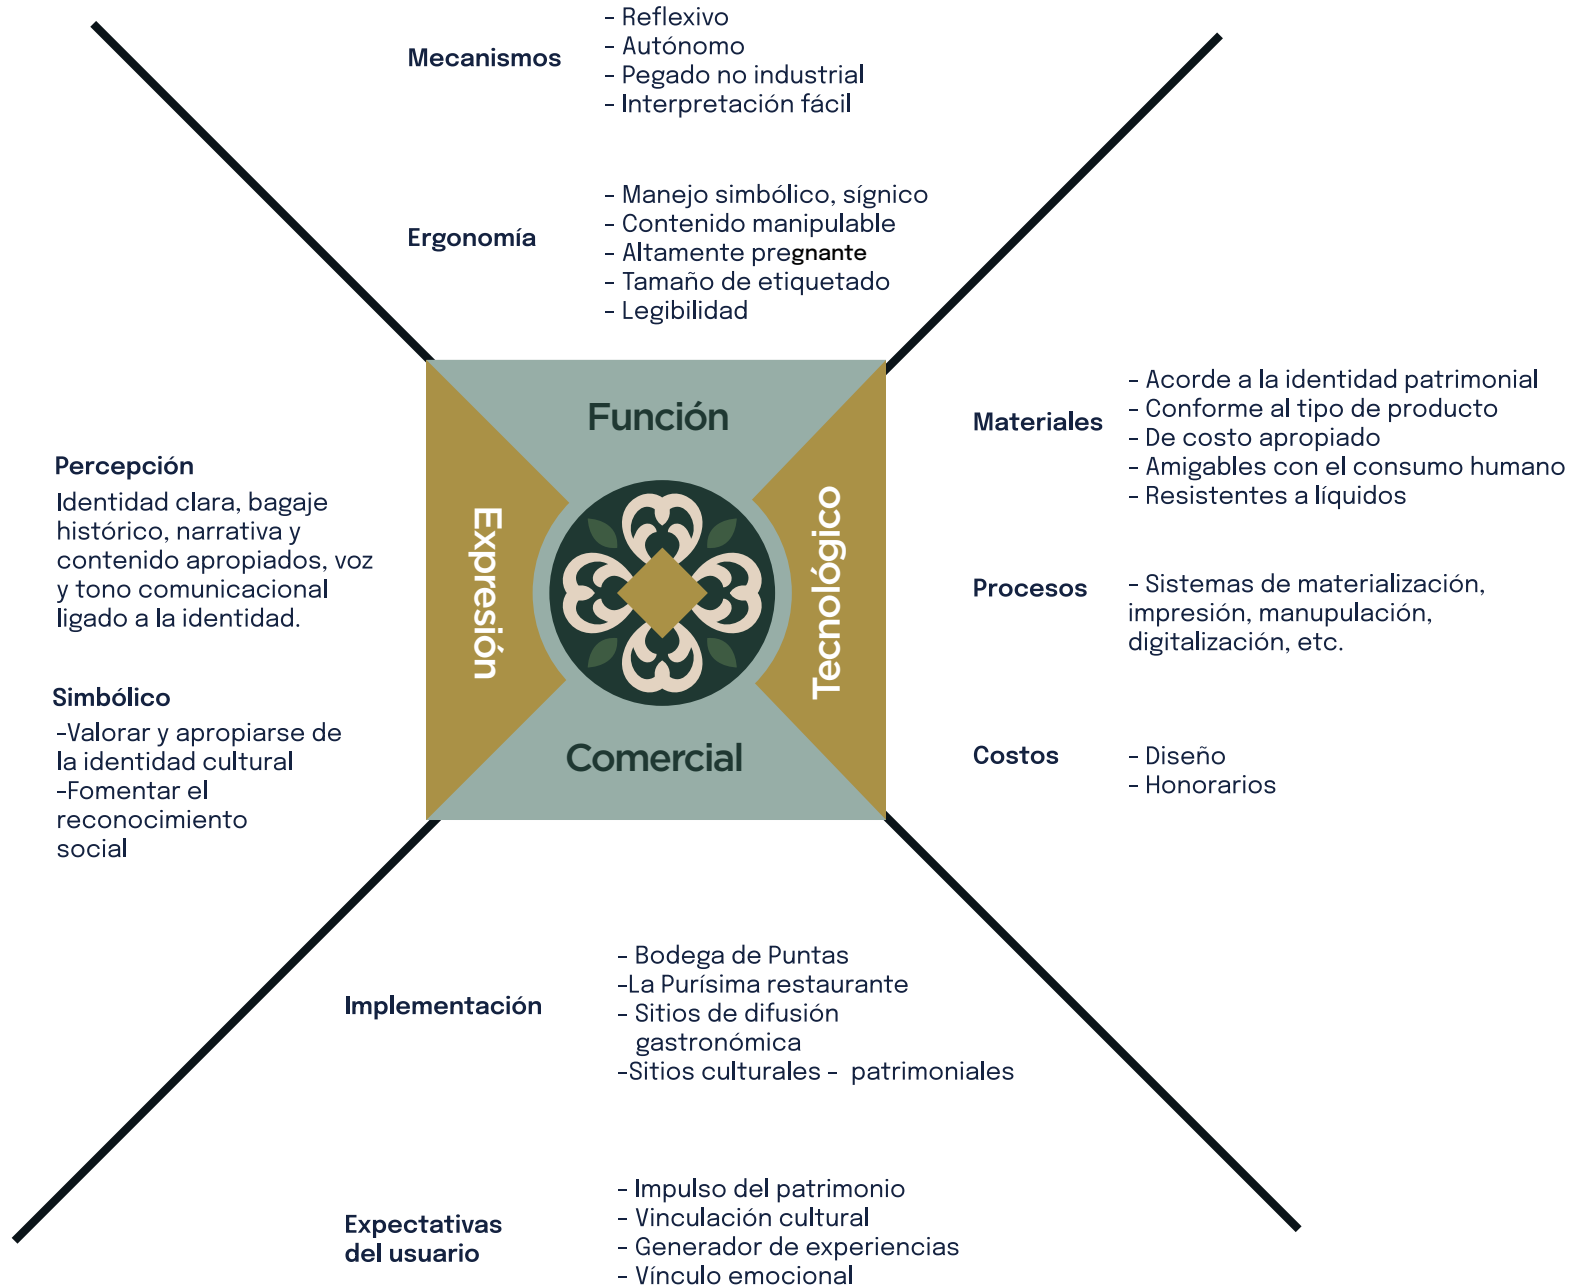 Mecanismos
- Reflexivo
- Autónomo
- Pegado no industrial
- Interpretación fácil
Ergonomía
- Manejo simbólico, sígnico
- Contenido manipulable
- Altamente pregnante
- Tamaño de etiquetado
- Legibilidad
Función
Expresión
Tecnológico
Comercial
Percepción
Identidad clara, bagaje
histórico, narrativa y
contenido apropiados, voz
y tono comunicacional
ligado a la identidad.
Simbólico
-Valorar y apropiarse de
la identidad cultural
-Fomentar el
reconocimiento
social
Materiales
- Acorde a la identidad patrimonial
- Conforme al tipo de producto
- De costo apropiado
- Amigables con el consumo humano
- Resistentes a líquidos
Procesos
- Sistemas de materialización,
impresión, manupulación,
digitalización, etc.
Costos
- Diseño
- Honorarios
Implementación
- Bodega de Puntas
-La Purísima restaurante
- Sitios de difusión
gastronómica
-Sitios culturales - patrimoniales
Expectativas
del usuario
- Impulso del patrimonio
- Vinculación cultural
- Generador de experiencias
- Vínculo emocional